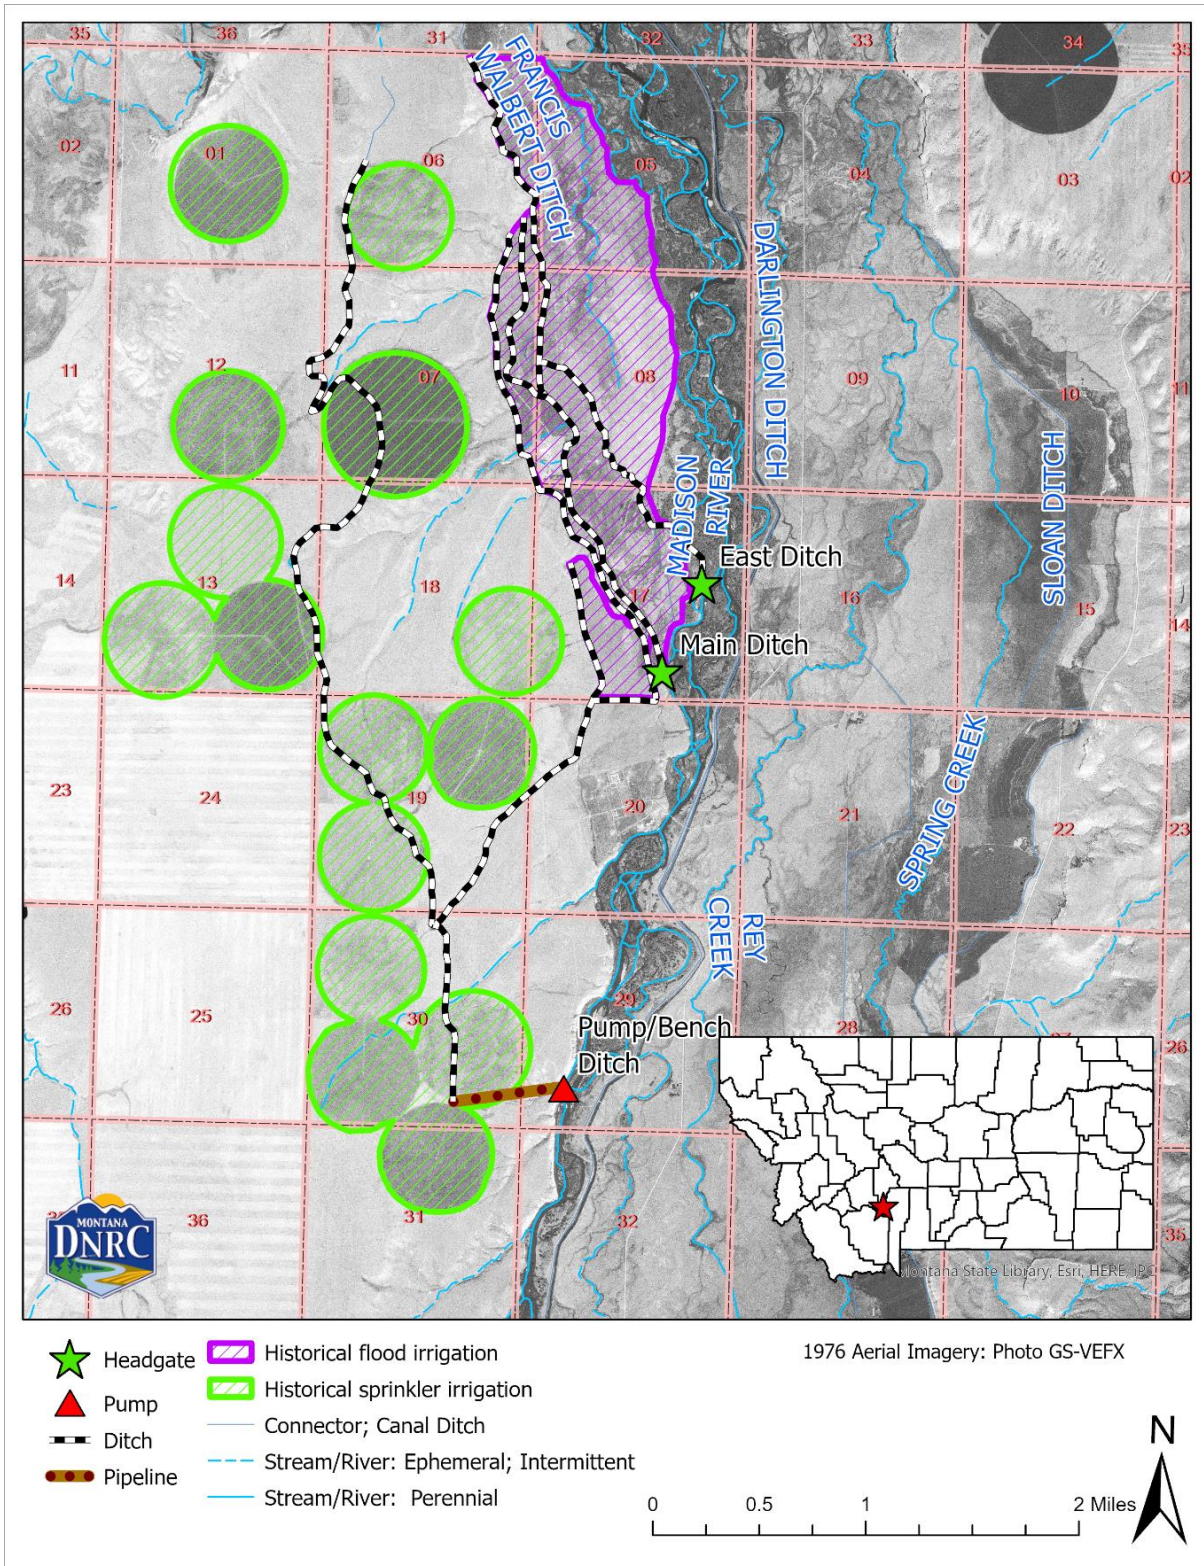 35
36
31
32
33
34
35
FRANCIS
WALBERT DITCH
02
01
06
05
04
03
02
DARLINGTON DITCH
11
12
07
08
09
10
11
MADISON
RIVER
SLOAN DITCH
East Ditch
14
13
18
17
16
15
14
Main Ditch
SPRING CREEK
23
24
19
20
21
22
23
REY
CREEK
26
25
30
29
28
27
26
Pump/Bench
Ditch
36
31
32
35
MONTANA
DNRC
Montana State Library, Esri, HERE, iPC
Headgate
Pump
Ditch
Pipeline
Historical flood irrigation
Historical sprinkler irrigation
Connector; Canal Ditch
Stream/River: Ephemeral; Intermittent
Stream/River: Perennial
1976 Aerial Imagery: Photo GS-VEFX
N
0 0.5 1 2 Miles